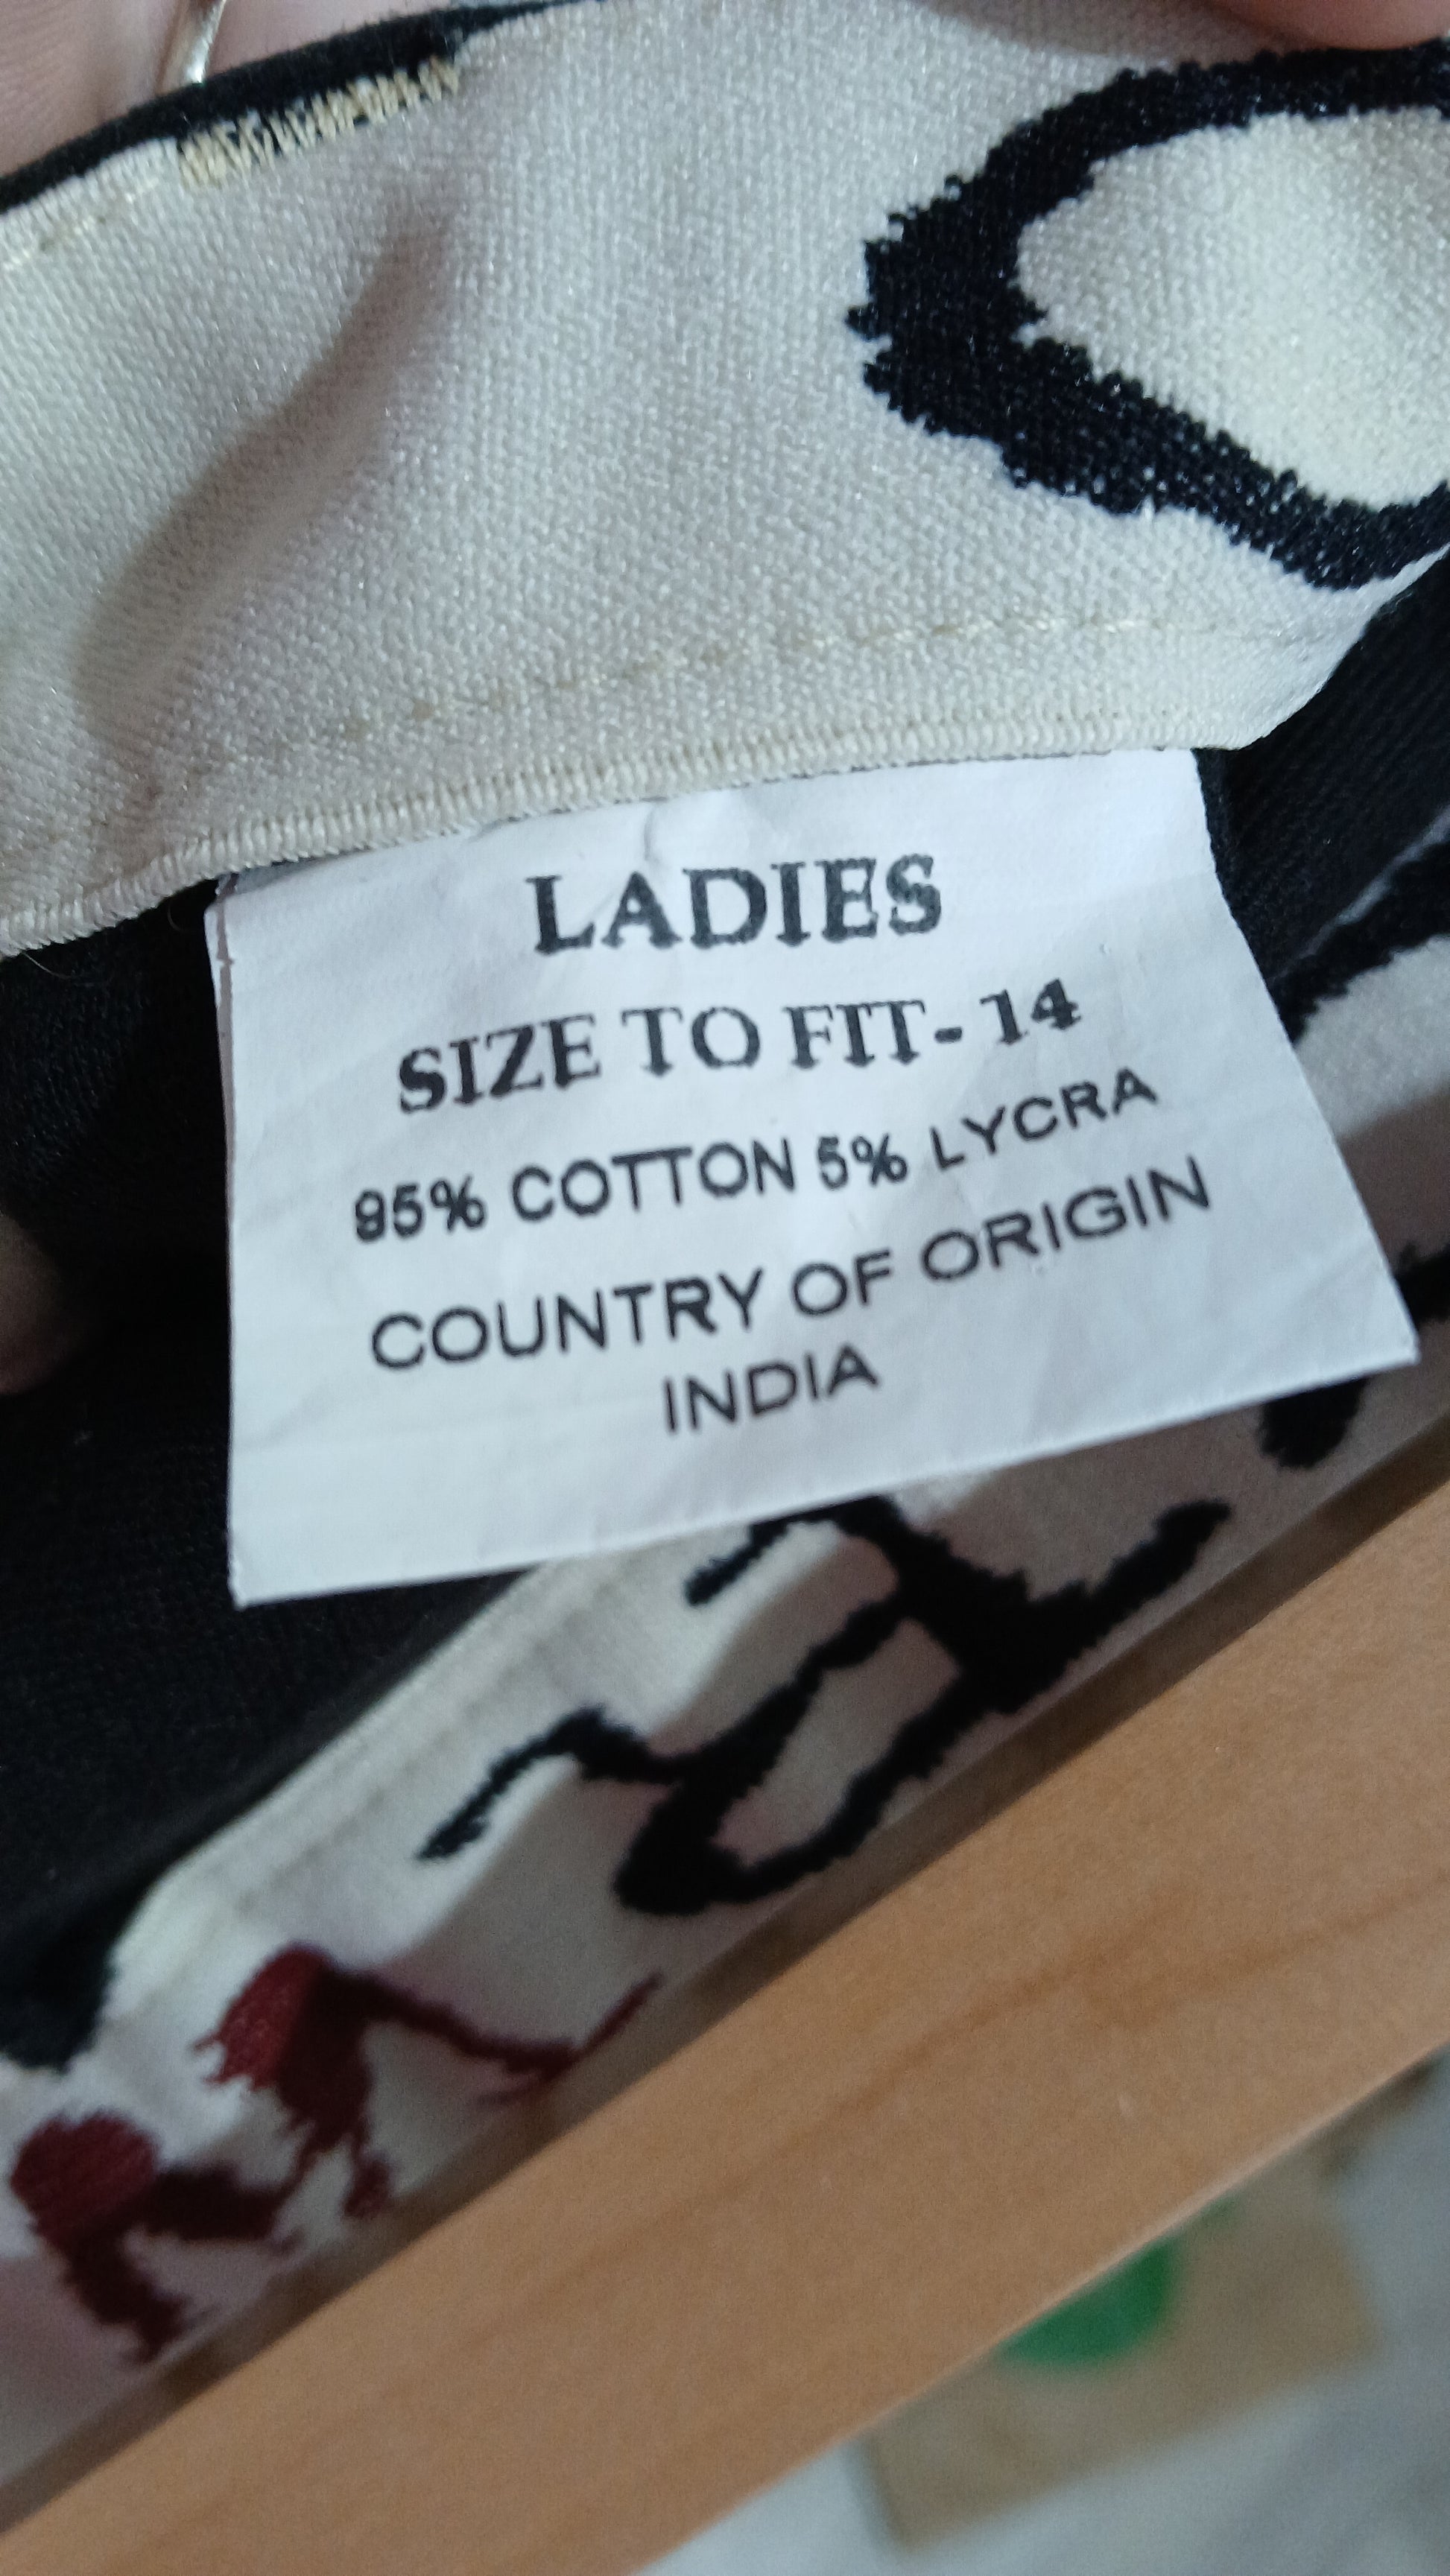 LADIES
SIZE TO FIT- 14
95% COTTON 5% LYCRA
COUNTRY OF ORIGIN
INDIA